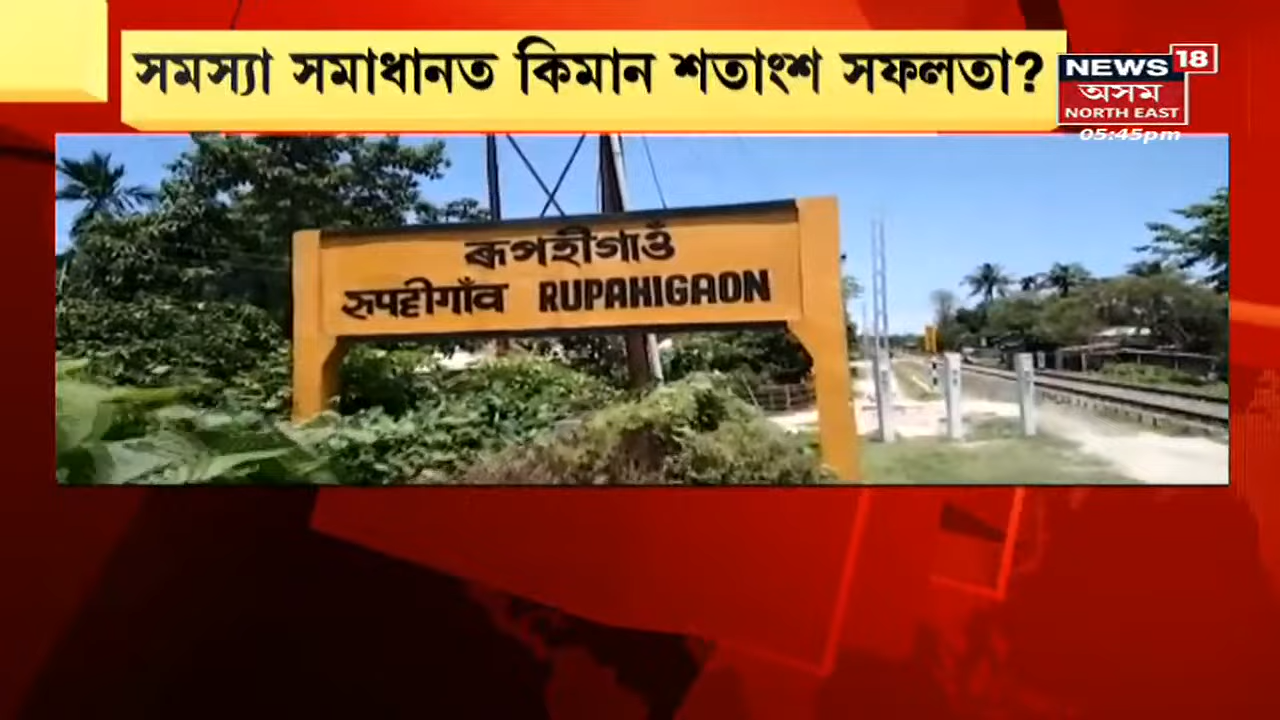 সমস্যা সমাধানত কিমান শতাংশ সফলতা?
NEWS 18
অসম
NORTH EAST
05:45pm
ৰূপহীগাওঁ
रूपहीगाँव RUPAHIGAON